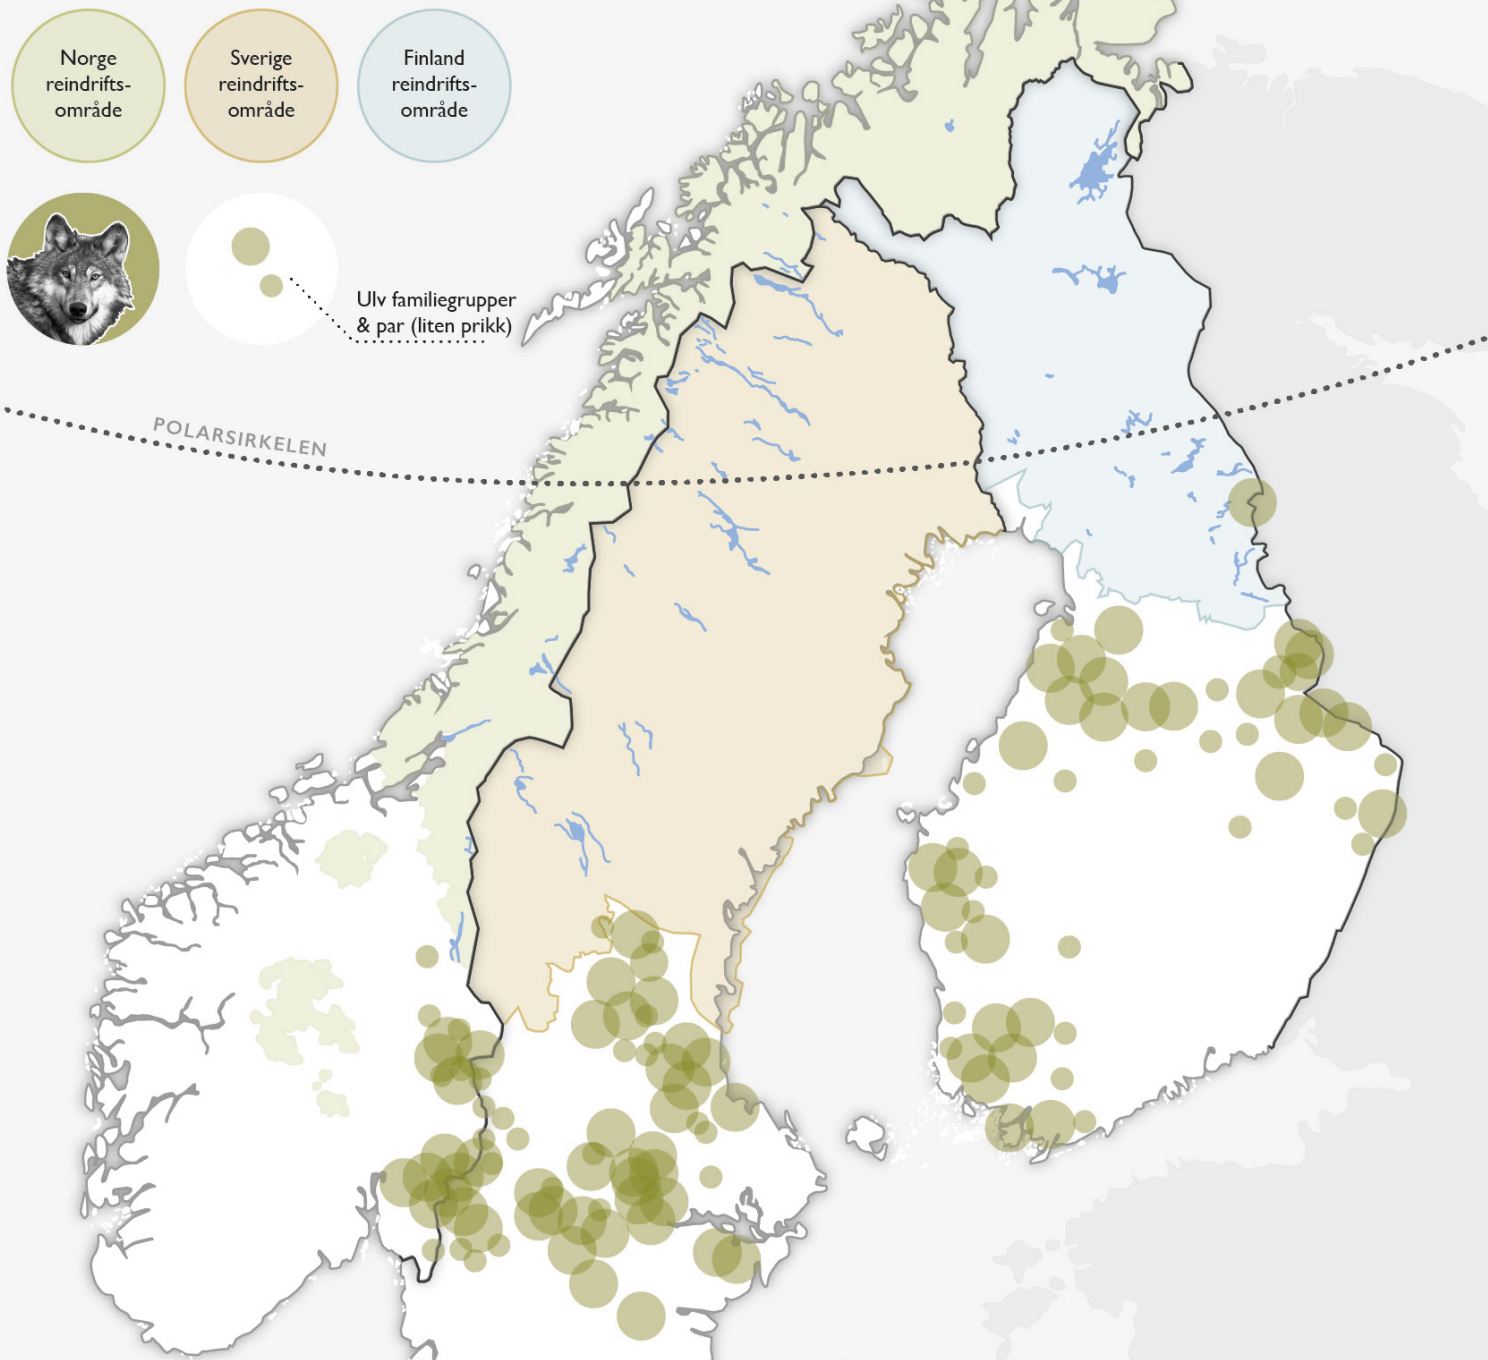 Norge
reindrifts-
område
Sverige
reindrifts-
område
Finland
reindrifts-
område
Ulv familiegrupper
& par (liten prikk)
POLARSIRKELEN